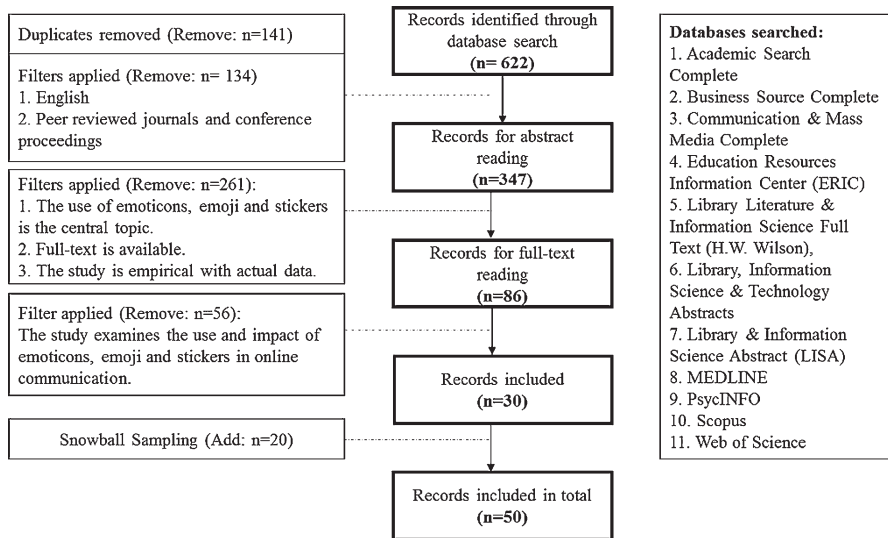 Duplicates removed (Remove: n=141)
Filters applied (Remove: n= 134)
1. English
2. Peer reviewed journals and conference
proceedings
Filters applied (Remove: n=261):
1. The use of emoticons, emoji and stickers
is the central topic.
2. Full-text is available.
3. The study is empirical with actual data.
Filter applied (Remove: n=56):
The study examines the use and impact of
emoticons, emoji and stickers in online
communication.
Snowball Sampling (Add: n=20)
Records identified through
database search
(n= 622)
Records for abstract
reading
(n=347)
Records for full-text
reading
(n=86)
Records included
(n=30)
Records included in total
(n=50)
Databases searched:
1. Academic Search
Complete
2. Business Source Complete
3. Communication & Mass
Media Complete
4. Education Resources
Information Center (ERIC)
5. Library Literature &
Information Science Full
Text (H.W. Wilson),
6. Library, Information
Science & Technology
Abstracts
7. Library & Information
Science Abstract (LISA)
8. MEDLINE
9. PsycINFO
10. Scopus
11. Web of Science